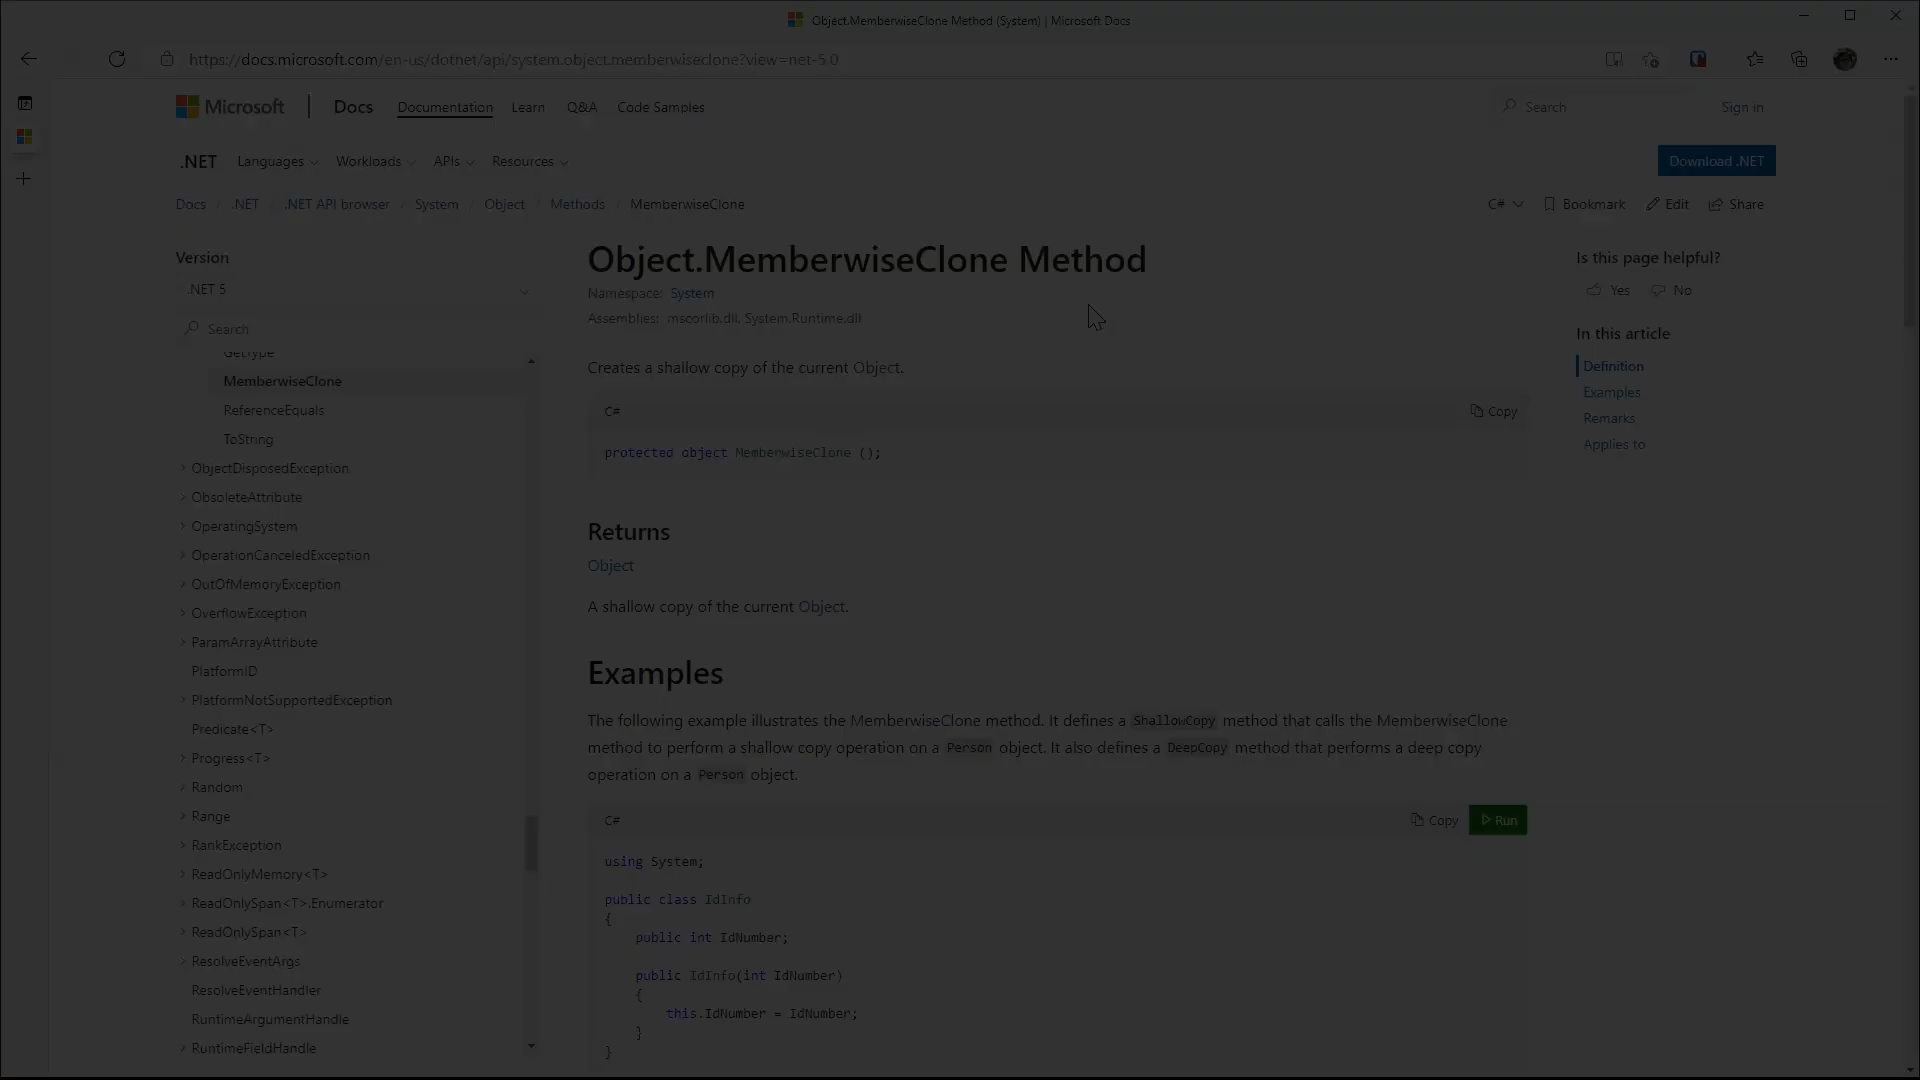 Object.MemberwiseClone Method (System) | Microsoft Docs
https://docs.microsoft.com/en-us/dotnet/api/system.object.memberwiseclone?view=net-5.0
Microsoft Docs Documentation Learn Q&A Code Samples Search Sign in
.NET Languages Workloads APIs Resources Download .NET
Docs / .NET / .NET API browser / System / Object / Methods / MemberwiseClone C# Bookmark Edit Share
Version
.NET 5
Search
GetType
MemberwiseClone
ReferenceEquals
ToString
ObjectDisposedException
ObsoleteAttribute
OperatingSystem
OperationCanceledException
OutOfMemoryException
OverflowException
ParamArrayAttribute
PlatformID
PlatformNotSupportedException
Predicate<T>
Progress<T>
Random
Range
RankException
ReadOnlyMemory<T>
ReadOnlySpan<T>.Enumerator
ReadOnlySpan<T>
ResolveEventArgs
ResolveEventHandler
RuntimeArgumentHandle
RuntimeFieldHandle
Object.MemberwiseClone Method
Namespace: System
Assemblies: mscorlib.dll, System.Runtime.dll
Creates a shallow copy of the current Object.
C# Copy
protected object MemberwiseClone ();
Returns
Object
A shallow copy of the current Object.
Examples
The following example illustrates the MemberwiseClone method. It defines a ShallowCopy method that calls the MemberwiseClone
method to perform a shallow copy operation on a Person object. It also defines a DeepCopy method that performs a deep copy
operation on a Person object.
C# Copy Run
using System;
public class IdInfo
{
public int IdNumber;
public IdInfo(int IdNumber)
{
this.IdNumber = IdNumber;
}
}
Is this page helpful?
Yes No
In this article
Definition
Examples
Remarks
Applies to